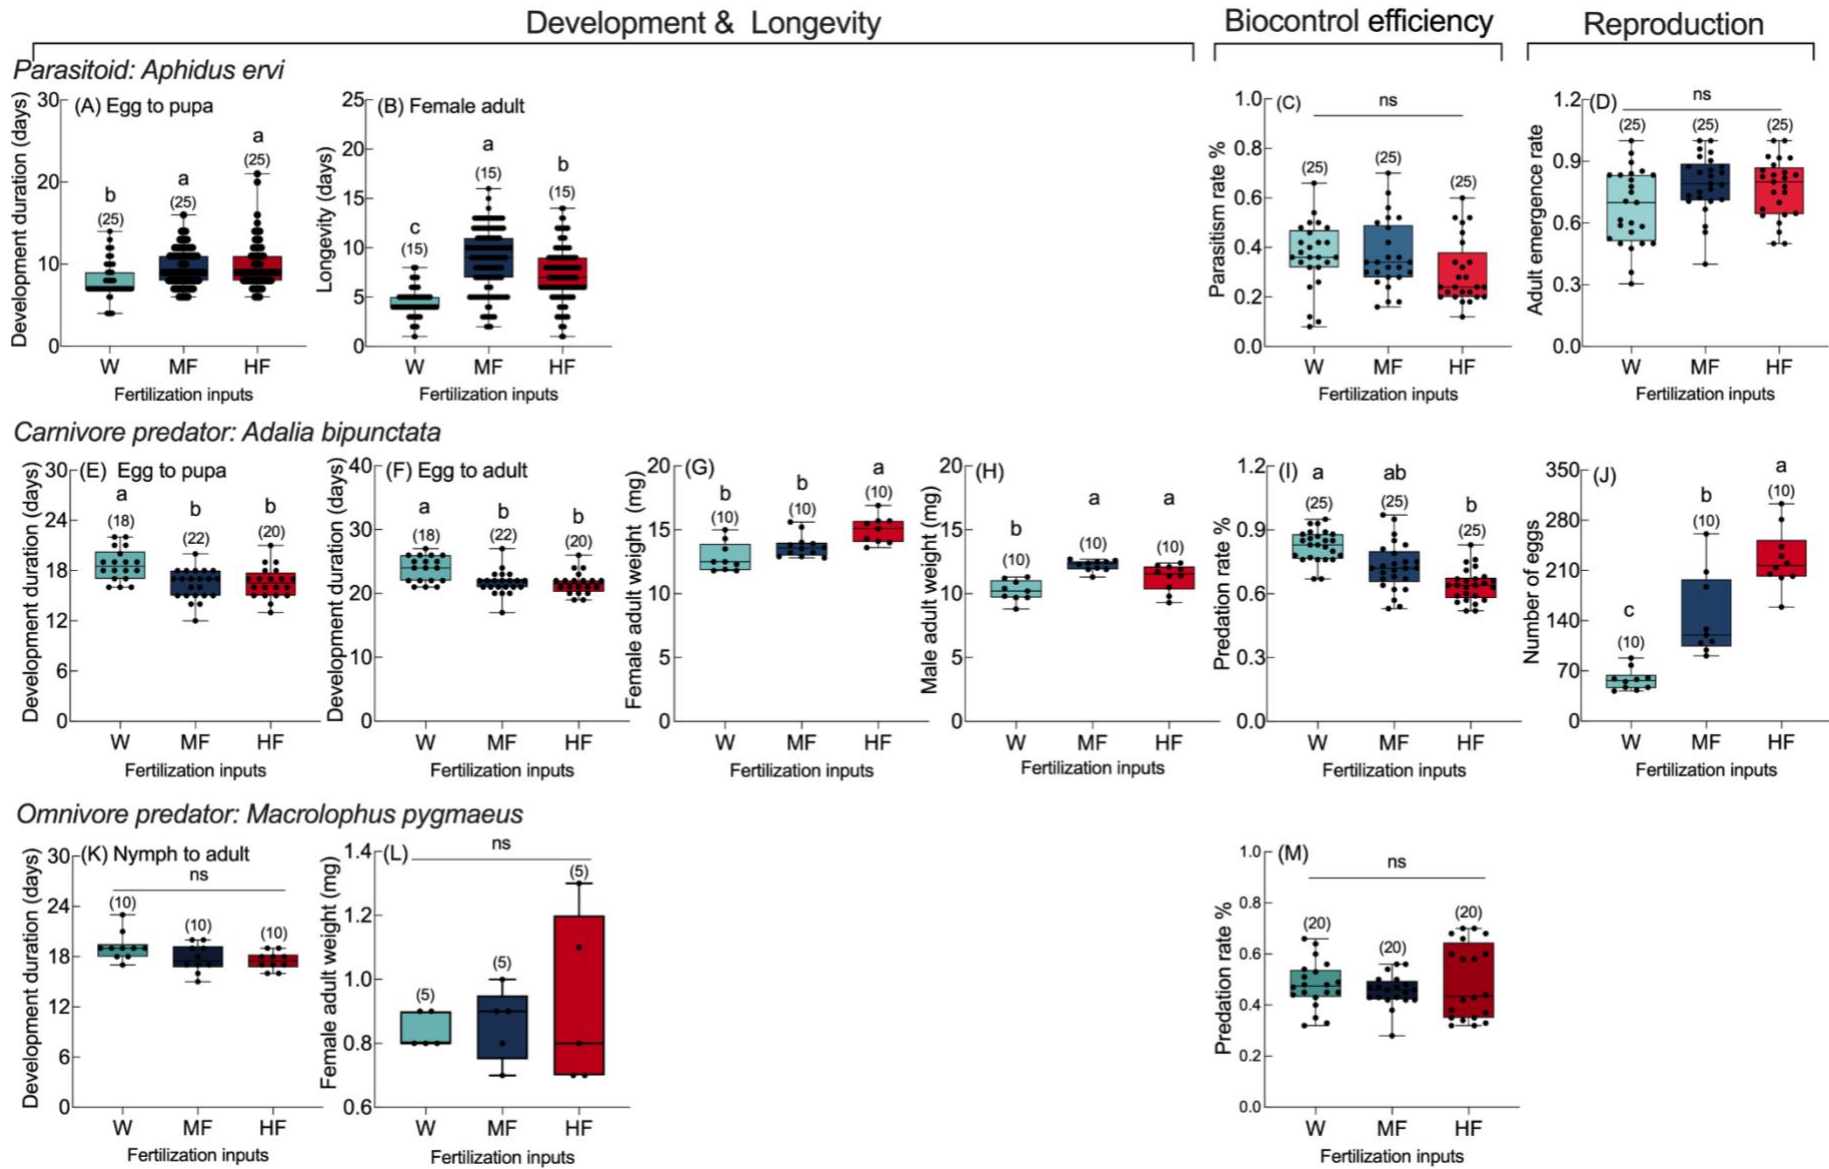 Development & Longevity
Biocontrol efficiency
Reproduction
Parasitoid: Aphidus ervi
(A) Egg to pupa
Development duration (days)
30
20
10
0
b
(25)
a
(25)
a
(25)
W MF HF
Fertilization inputs
(B) Female adult
Longevity (days)
25
20
15
10
5
0
c
(15)
a
(15)
b
(15)
W MF HF
Fertilization inputs
(C)
ns
Parasitism rate %
1.0
0.8
0.6
0.4
0.2
0.0
(25)
(25)
(25)
W MF HF
Fertilization inputs
(D)
ns
Adult emergence rate
1.2
0.9
0.6
0.3
0.0
(25)
(25)
(25)
W MF HF
Fertilization inputs
Carnivore predator: Adalia bipunctata
(E) Egg to pupa
Development duration (days)
30
24
18
12
6
0
a
(18)
b
(22)
b
(20)
W MF HF
Fertilization inputs
(F) Egg to adult
Development duration (days)
40
30
20
10
0
a
(18)
b
(22)
b
(20)
W MF HF
Fertilization inputs
(G)
Female adult weight (mg)
20
15
10
5
0
b
(10)
b
(10)
a
(10)
W MF HF
Fertilization inputs
(H)
Male adult weight (mg)
20
15
10
5
0
b
(10)
a
(10)
a
(10)
W MF HF
Fertilization inputs
(I)
Predation rate %
1.2
0.9
0.6
0.3
0.0
a
(25)
ab
(25)
b
(25)
W MF HF
Fertilization inputs
(J)
Number of eggs
350
280
210
140
70
0
c
(10)
b
(10)
a
(10)
W MF HF
Fertilization inputs
Omnivore predator: Macrolophus pygmaeus
(K) Nymph to adult
ns
Development duration (days)
30
24
18
12
6
0
(10)
(10)
(10)
W MF HF
Fertilization inputs
(L)
ns
Female adult weight (mg)
1.4
1.2
1.0
0.8
0.6
(5)
(5)
(5)
W MF HF
Fertilization inputs
(M)
ns
Predation rate %
1.0
0.8
0.6
0.4
0.2
0.0
(20)
(20)
(20)
W MF HF
Fertilization inputs